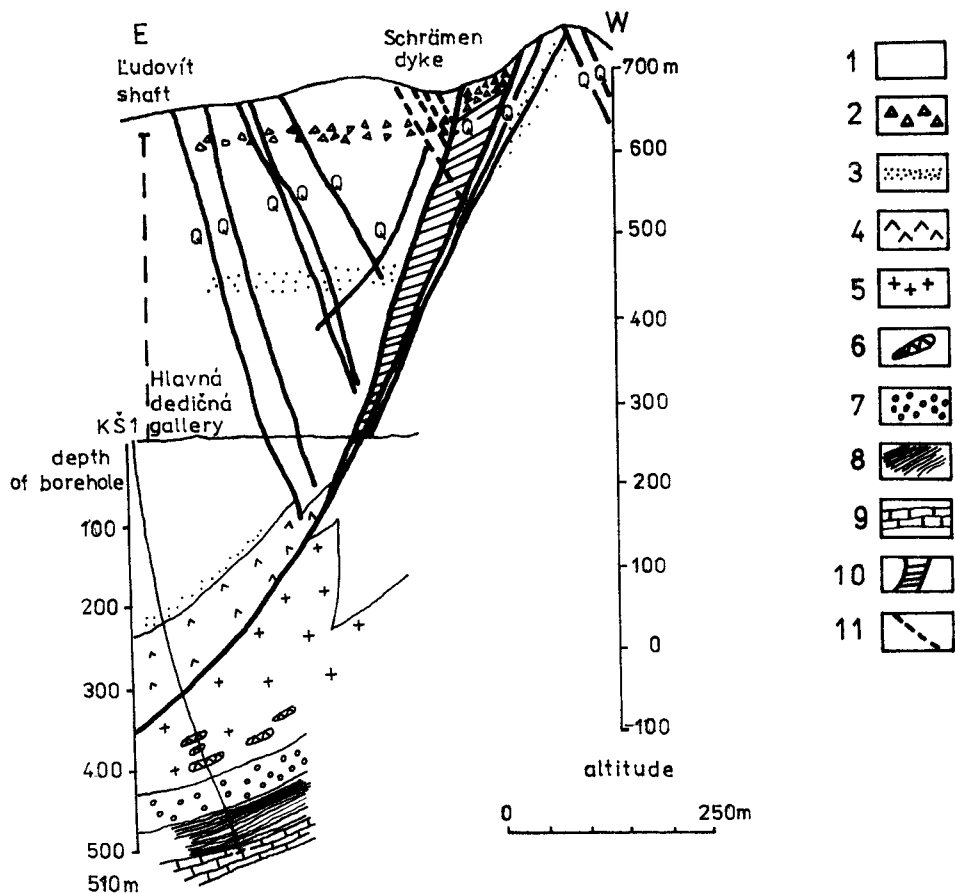 E
W
Ľudovít
shaft
Schrämen
dyke
700m
600
500
400
300
200
100
0
-100
altitude
Q
Q
Q
Q
Q
Q
Q
Q
Q
Q
Hlavná
dedičná
gallery
KŠ1
depth
of borehole
100
200
300
400
500
510m
0
250m
1
2
3
4
5
6
7
8
9
10
11